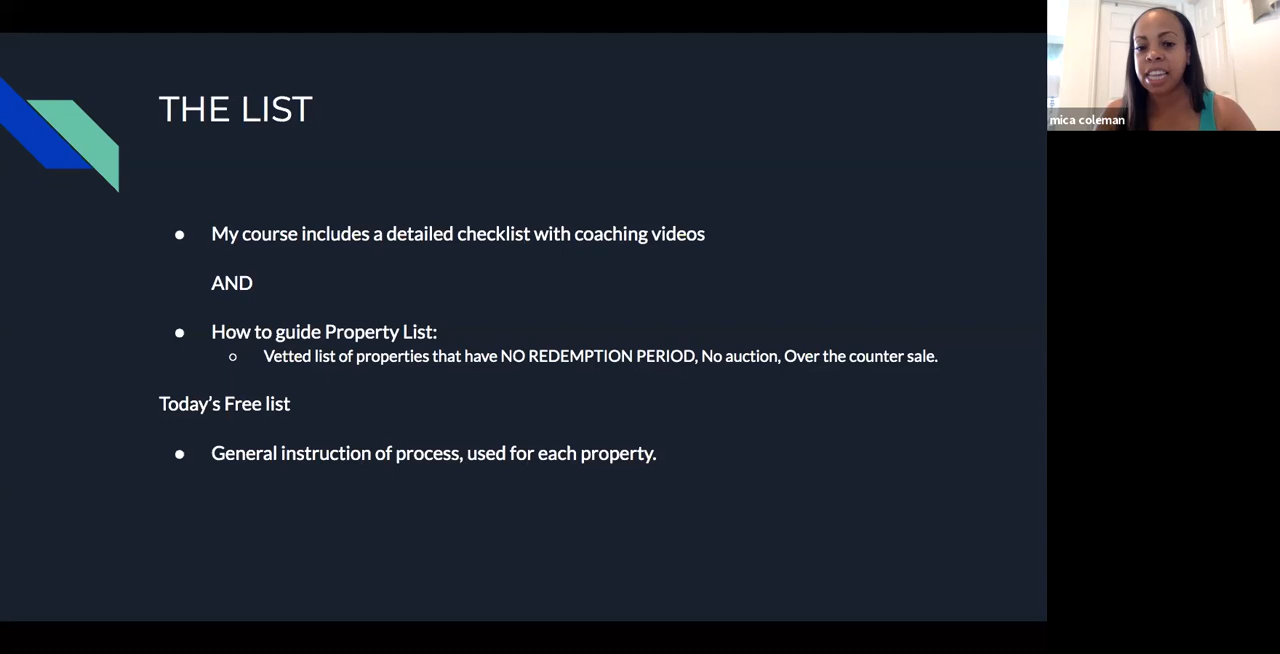 THE LIST
● My course includes a detailed checklist with coaching videos
AND
● How to guide Property List:
○ Vetted list of properties that have NO REDEMPTION PERIOD, No auction, Over the counter sale.
Today’s Free list
● General instruction of process, used for each property.
mica coleman